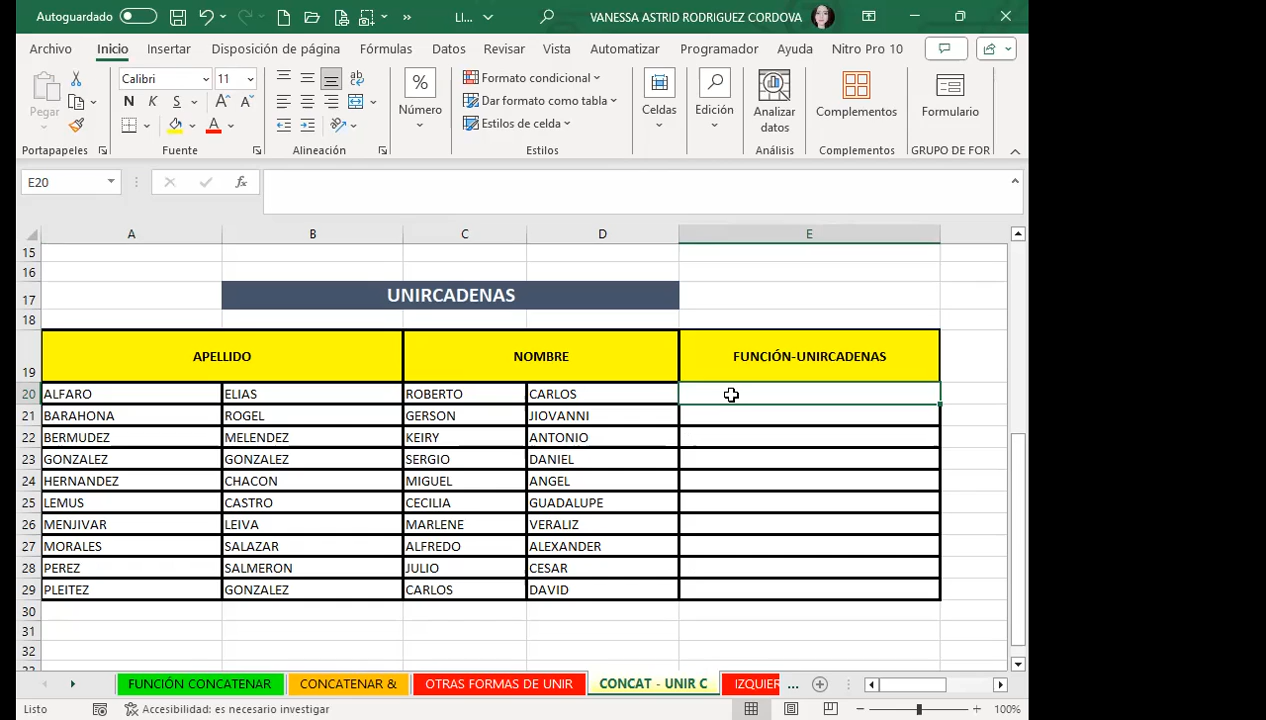 Autoguardado LI... VANESSA ASTRID RODRIGUEZ CORDOVA
Archivo Inicio Insertar Disposición de página Fórmulas Datos Revisar Vista Automatizar Programador Ayuda Nitro Pro 10
Pegar
Calibri 11
N K S
%
Número
Formato condicional
Dar formato como tabla
Estilos de celda
Celdas
Edición
Analizar datos
Complementos
Formulario
Portapapeles Fuente Alineación Estilos Análisis Complementos GRUPO DE FOR
E20 fx
A B C D E
15
16
17 UNIRCADENAS
18
19 APELLIDO NOMBRE FUNCIÓN-UNIRCADENAS
20 ALFARO ELIAS ROBERTO CARLOS
21 BARAHONA ROGEL GERSON JIOVANNI
22 BERMUDEZ MELENDEZ KEIRY ANTONIO
23 GONZALEZ GONZALEZ SERGIO DANIEL
24 HERNANDEZ CHACON MIGUEL ANGEL
25 LEMUS CASTRO CECILIA GUADALUPE
26 MENJIVAR LEIVA MARLENE VERALIZ
27 MORALES SALAZAR ALFREDO ALEXANDER
28 PEREZ SALMERON JULIO CESAR
29 PLEITEZ GONZALEZ CARLOS DAVID
30
31
32
FUNCIÓN CONCATENAR CONCATENAR & OTRAS FORMAS DE UNIR CONCAT - UNIR C IZQUIER ...
Listo Accesibilidad: es necesario investigar 100%